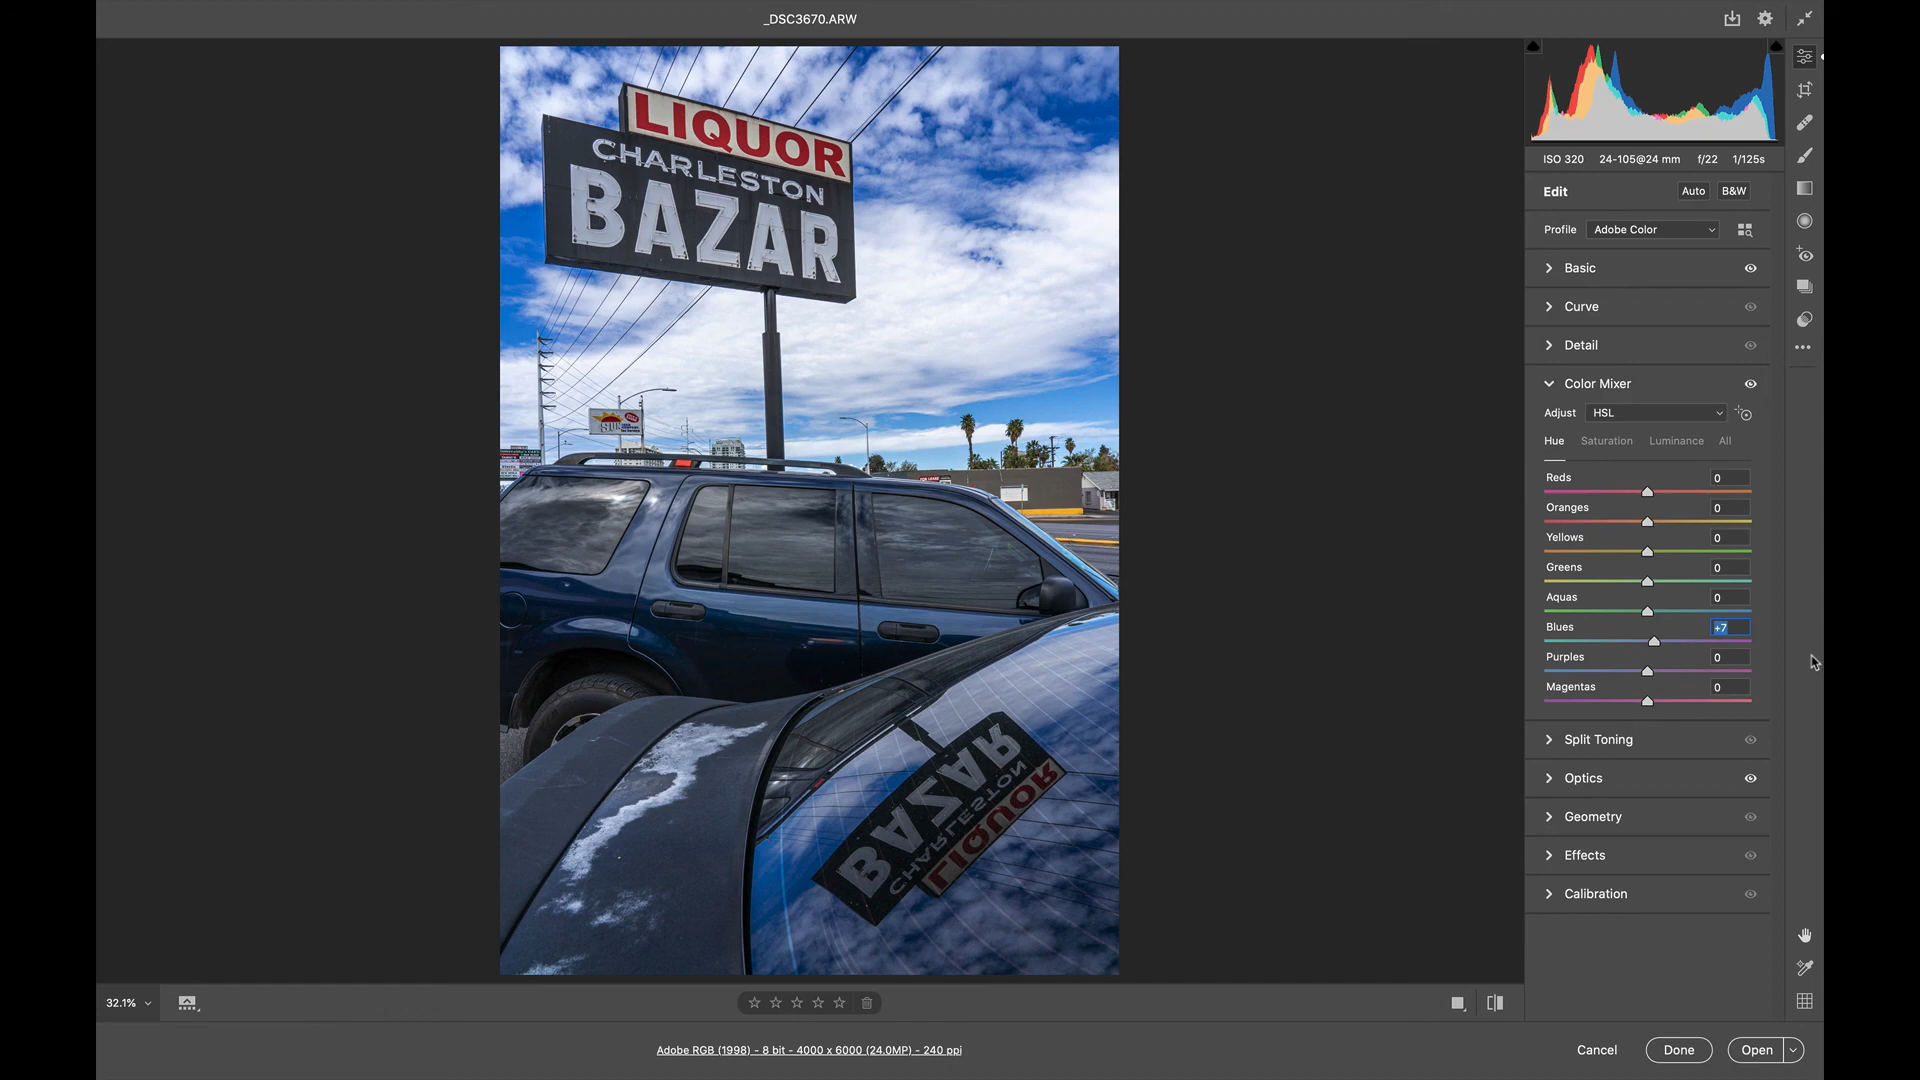 _DSC3670.ARW
LIQUOR
CHARLESTON
BAZAR
SUN
FOR LEASE
BAZAR
CHARLESTON
LIQUOR
ISO 320 24-105@24 mm f/22 1/125s
Edit Auto B&W
Profile Adobe Color
Basic
Curve
Detail
Color Mixer
Adjust HSL
Hue Saturation Luminance All
Reds 0
Oranges 0
Yellows 0
Greens 0
Aquas 0
Blues +7
Purples 0
Magentas 0
Split Toning
Optics
Geometry
Effects
Calibration
32.1%
Adobe RGB (1998) - 8 bit - 4000 x 6000 (24.0MP) - 240 ppi
Cancel Done Open